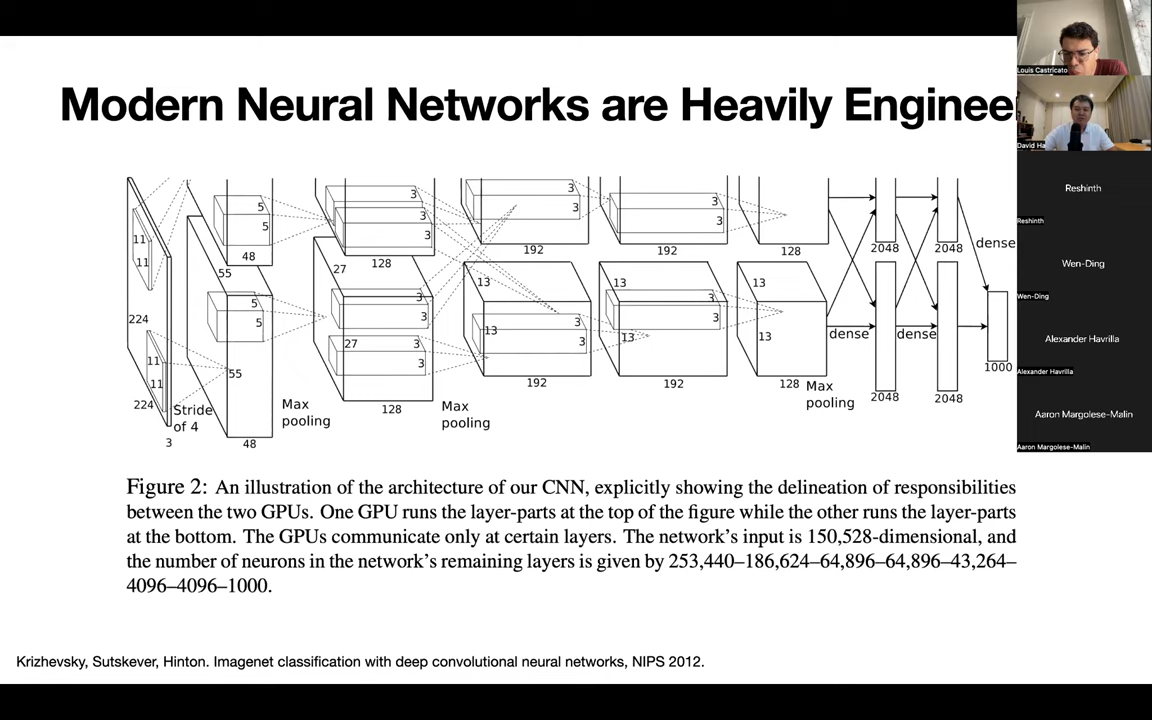 Modern Neural Networks are Heavily Enginee
5
5
48
55
3
3
3
27
128
3
3
192
3
3
192
128
2048
2048
dense
11
11
224
5
5
3
3
27
3
3
128
13
3
13
3
3
192
13
3
3
13
192
13
13
128
dense
dense
1000
2048
2048
11
11
224
3
Stride
of 4
55
48
Max
pooling
Max
pooling
Max
pooling
Figure 2: An illustration of the architecture of our CNN, explicitly showing the delineation of responsibilities
between the two GPUs. One GPU runs the layer-parts at the top of the figure while the other runs the layer-parts
at the bottom. The GPUs communicate only at certain layers. The network's input is 150,528-dimensional, and
the number of neurons in the network's remaining layers is given by 253,440–186,624–64,896–64,896–43,264–
4096–4096–1000.
Krizhevsky, Sutskever, Hinton. Imagenet classification with deep convolutional neural networks, NIPS 2012.
Louis Castricato
David Ha
Reshinth
Reshinth
Wen-Ding
Wen-Ding
Alexander Havrilla
Alexander Havrilla
Aaron Margolese-Malin
Aaron Margolese-Malin